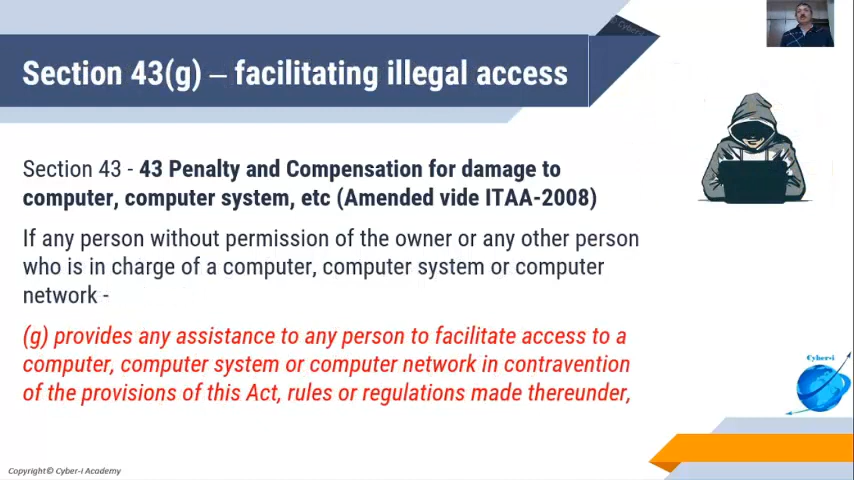 Section 43(g) – facilitating illegal access
Section 43 - 43 Penalty and Compensation for damage to
computer, computer system, etc (Amended vide ITAA-2008)
If any person without permission of the owner or any other person
who is in charge of a computer, computer system or computer
network -
(g) provides any assistance to any person to facilitate access to a
computer, computer system or computer network in contravention
of the provisions of this Act, rules or regulations made thereunder,
Cyber-i
Copyright© Cyber-I Academy